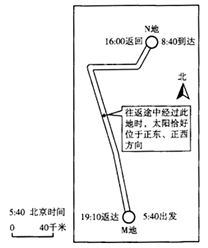 N地
16:00返回 8:40到达
北
往返途中经过此
地时，太阳恰好
位于正东、正西
方向
5:40 北京时间
0 40千米
19:10返达 5:40出发
M地